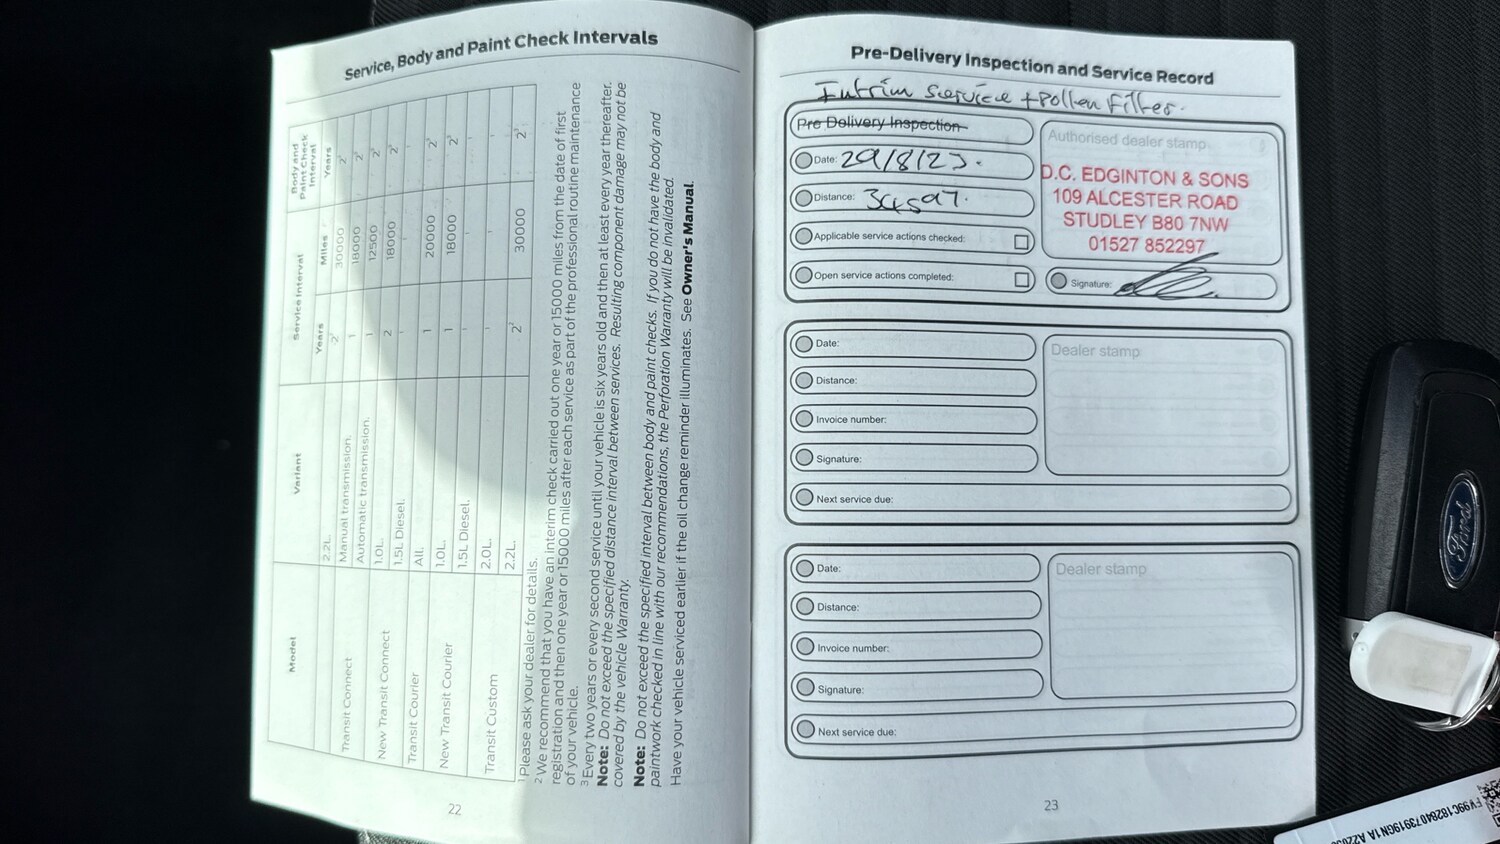 Service, Body and Paint Check Intervals
Model
Variant
Service Interval
Body and Paint Check Interval
Years
Miles
Years
2.2L.
Transit Connect
Manual transmission.
Automatic transmission.
New Transit Connect
1.0L.
1.5L Diesel.
Transit Courier
All.
New Transit Courier
1.0L.
1.5L Diesel.
Transit Custom
2.0L.
2.2L.
30000
18000
12500
18000
20000
18000
30000
¹ Please ask your dealer for details.
² We recommend that you have an interim check carried out one year or 15000 miles from the date of first
registration and then one year or 15000 miles after each service as part of the professional routine maintenance
of your vehicle.
³ Every two years or every second service until your vehicle is six years old and then at least every year thereafter.
Note: Do not exceed the specified distance interval between services. Resulting component damage may not be
covered by the vehicle Warranty.
Note: Do not exceed the specified interval between body and paint checks. If you do not have the body and
paintwork checked in line with our recommendations, the Perforation Warranty will be invalidated.
Have your vehicle serviced earlier if the oil change reminder illuminates. See Owner's Manual.
22
Pre-Delivery Inspection and Service Record
Intrim Service + Pollen Filter.
Pre Delivery Inspection
Authorised dealer stamp
Date: 29/8/23.
Distance: 34597.
Applicable service actions checked:
Open service actions completed:
D.C. EDGINTON & SONS
109 ALCESTER ROAD
STUDLEY B80 7NW
01527 852297
Signature:
Date:
Distance:
Invoice number:
Signature:
Next service due:
Dealer stamp
Date:
Distance:
Invoice number:
Signature:
Next service due:
Dealer stamp
23
Ford